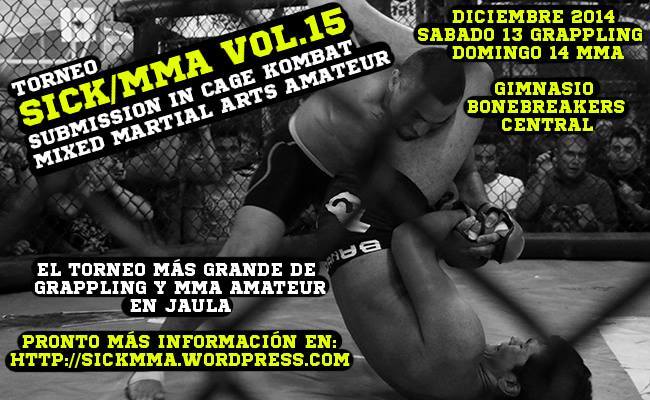 TORNEO
SICK/MMA VOL.15
SUBMISSION IN CAGE KOMBAT
MIXED MARTIAL ARTS AMATEUR
DICIEMBRE 2014
SABADO 13 GRAPPLING
DOMINGO 14 MMA
GIMNASIO
BONEBREAKERS
CENTRAL
EL TORNEO MÁS GRANDE DE
GRAPPLING Y MMA AMATEUR
EN JAULA
PRONTO MÁS INFORMACIÓN EN:
HTTP://SICKMMA.WORDPRESS.COM